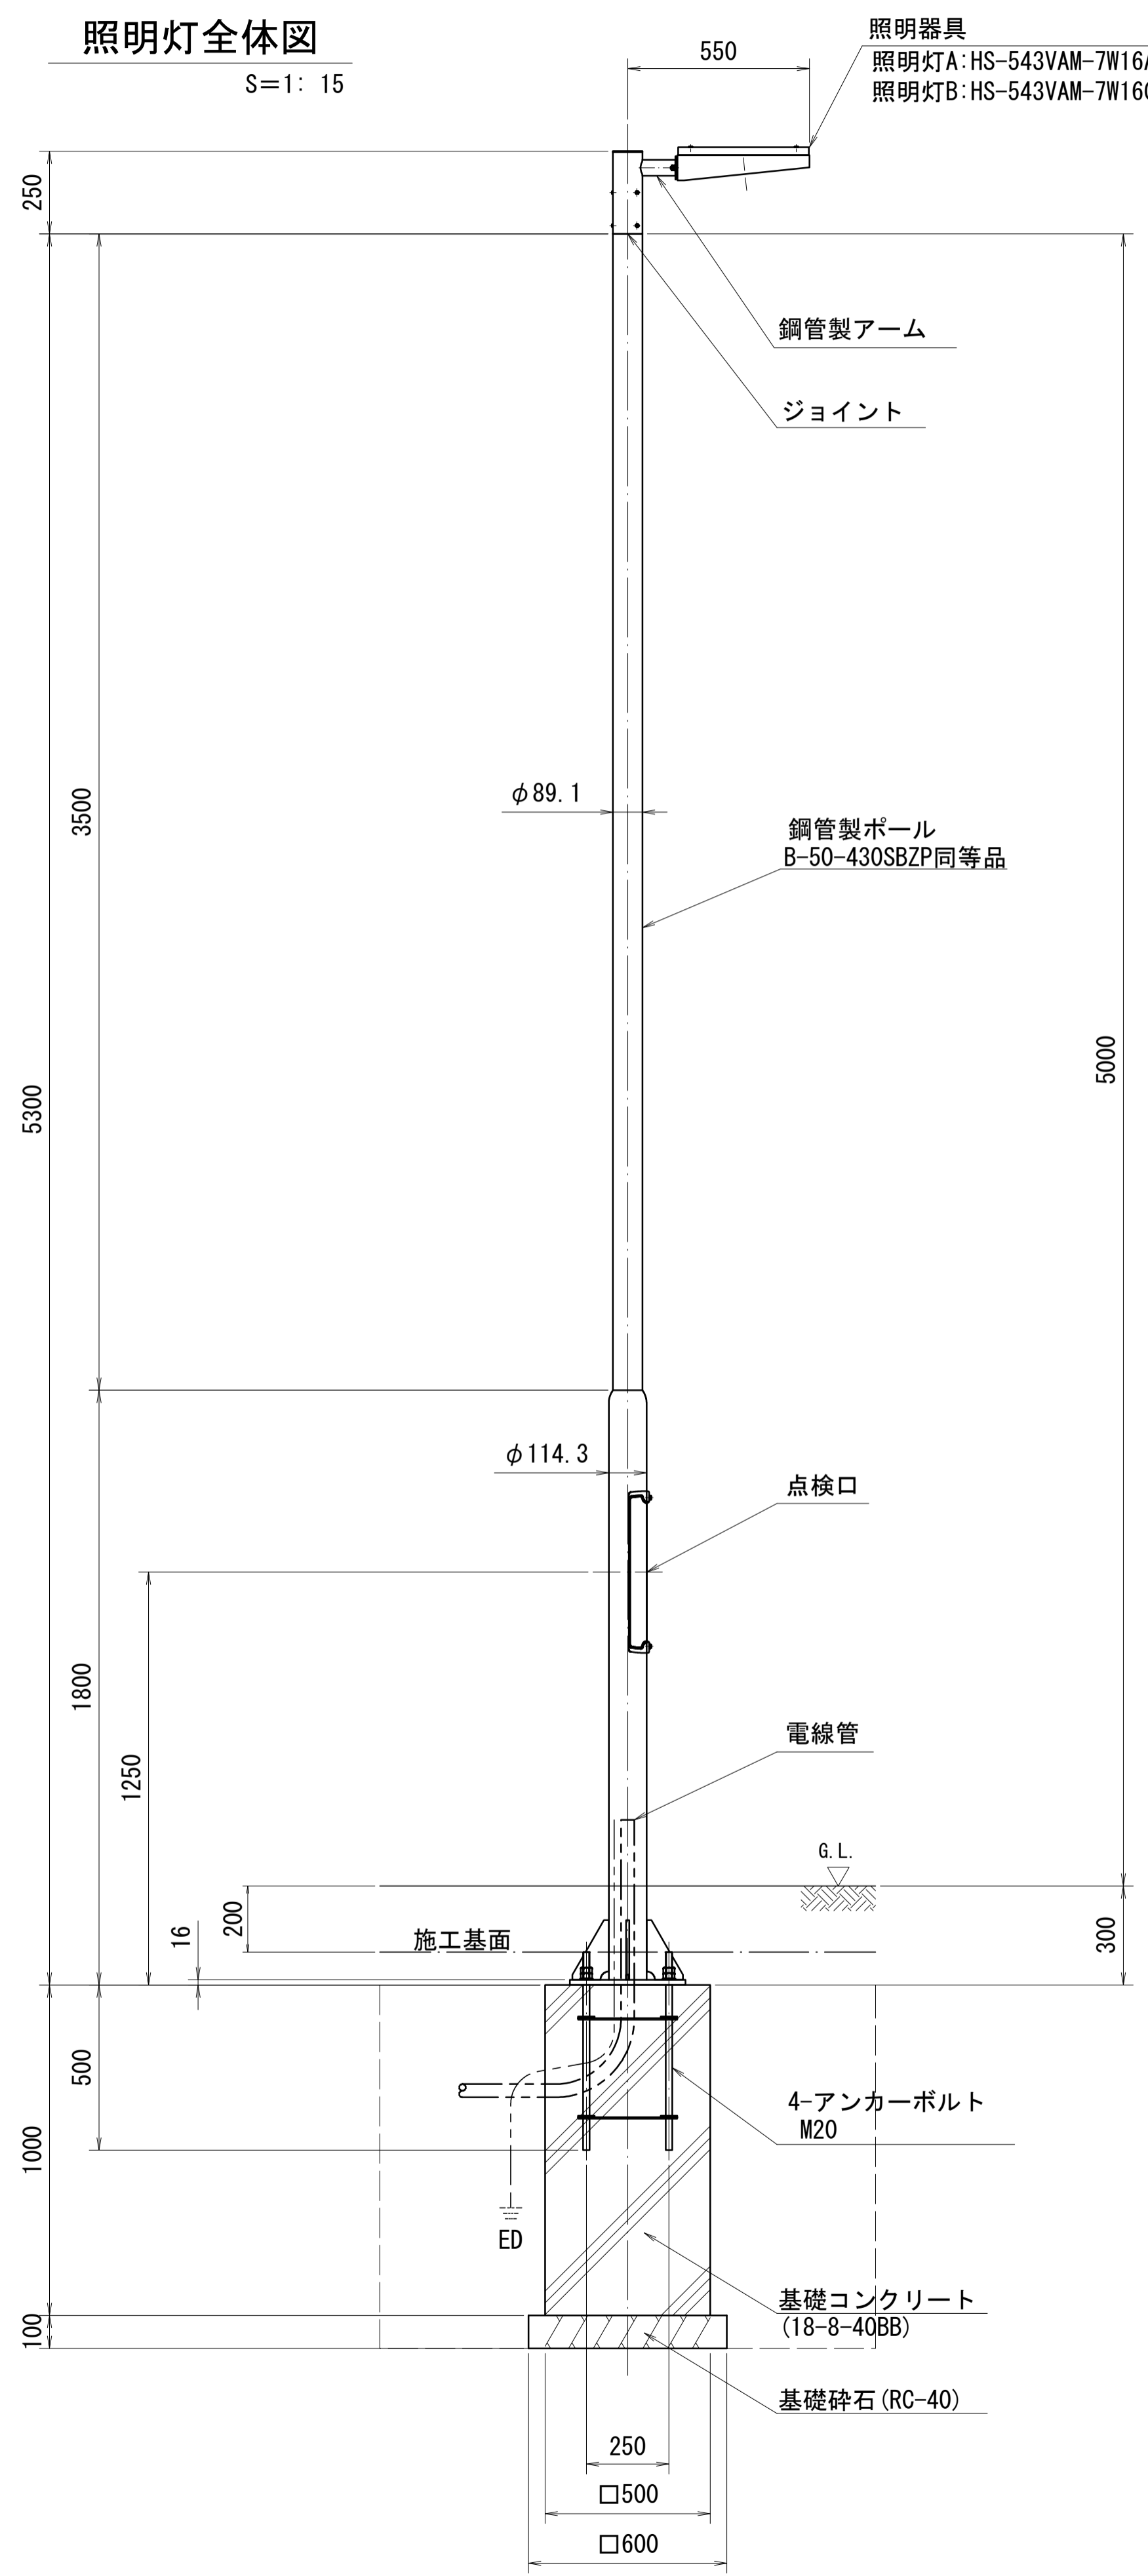 照明灯全体図
S=1: 15
照明器具
照明灯A:HS-543VAM-7W16
照明灯B:HS-543VAM-7W16
550
250
鋼管製アーム
ジョイント
3500
φ89.1
鋼管製ポール
B-50-430SBZP同等品
5300
5000
φ114.3
点検口
1800
1250
電線管
G.L.
200
16
施工基面
300
500
1000
4-アンカーボルト
M20
ED
基礎コンクリート
(18-8-40BB)
100
基礎砕石(RC-40)
250
□500
□600